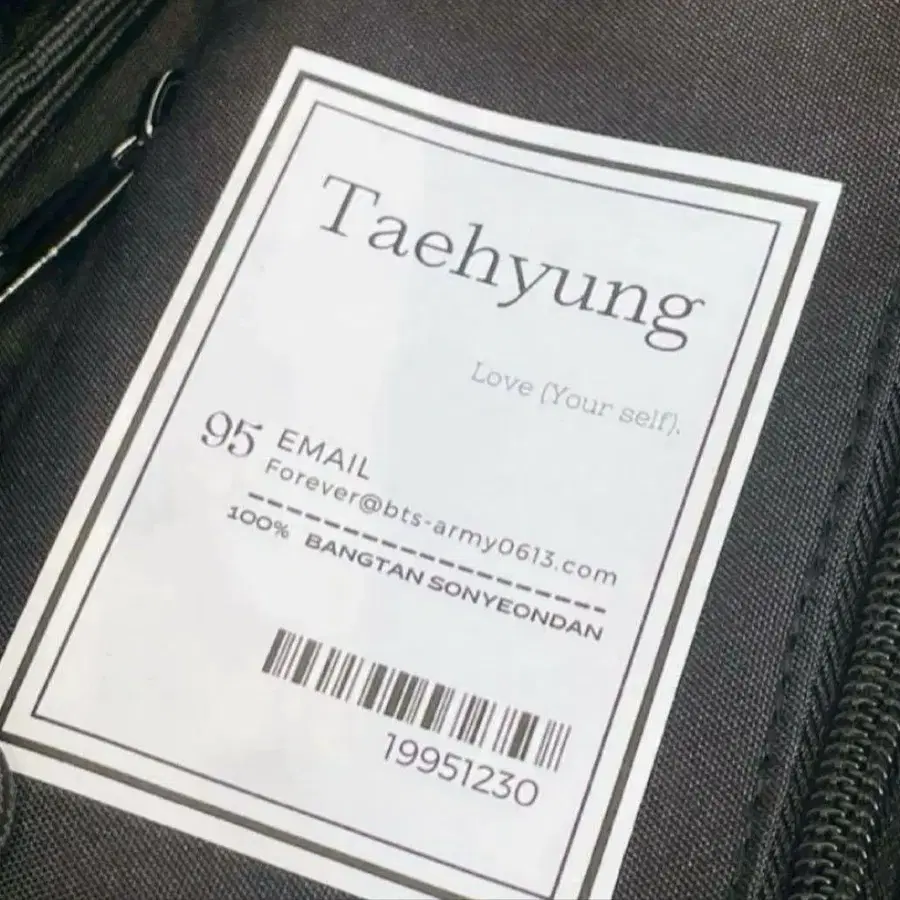 Taehyung
Love (Your self).
95 EMAIL
Forever@bts-army0613.com
100% BANGTAN SONYEONDAN
19951230